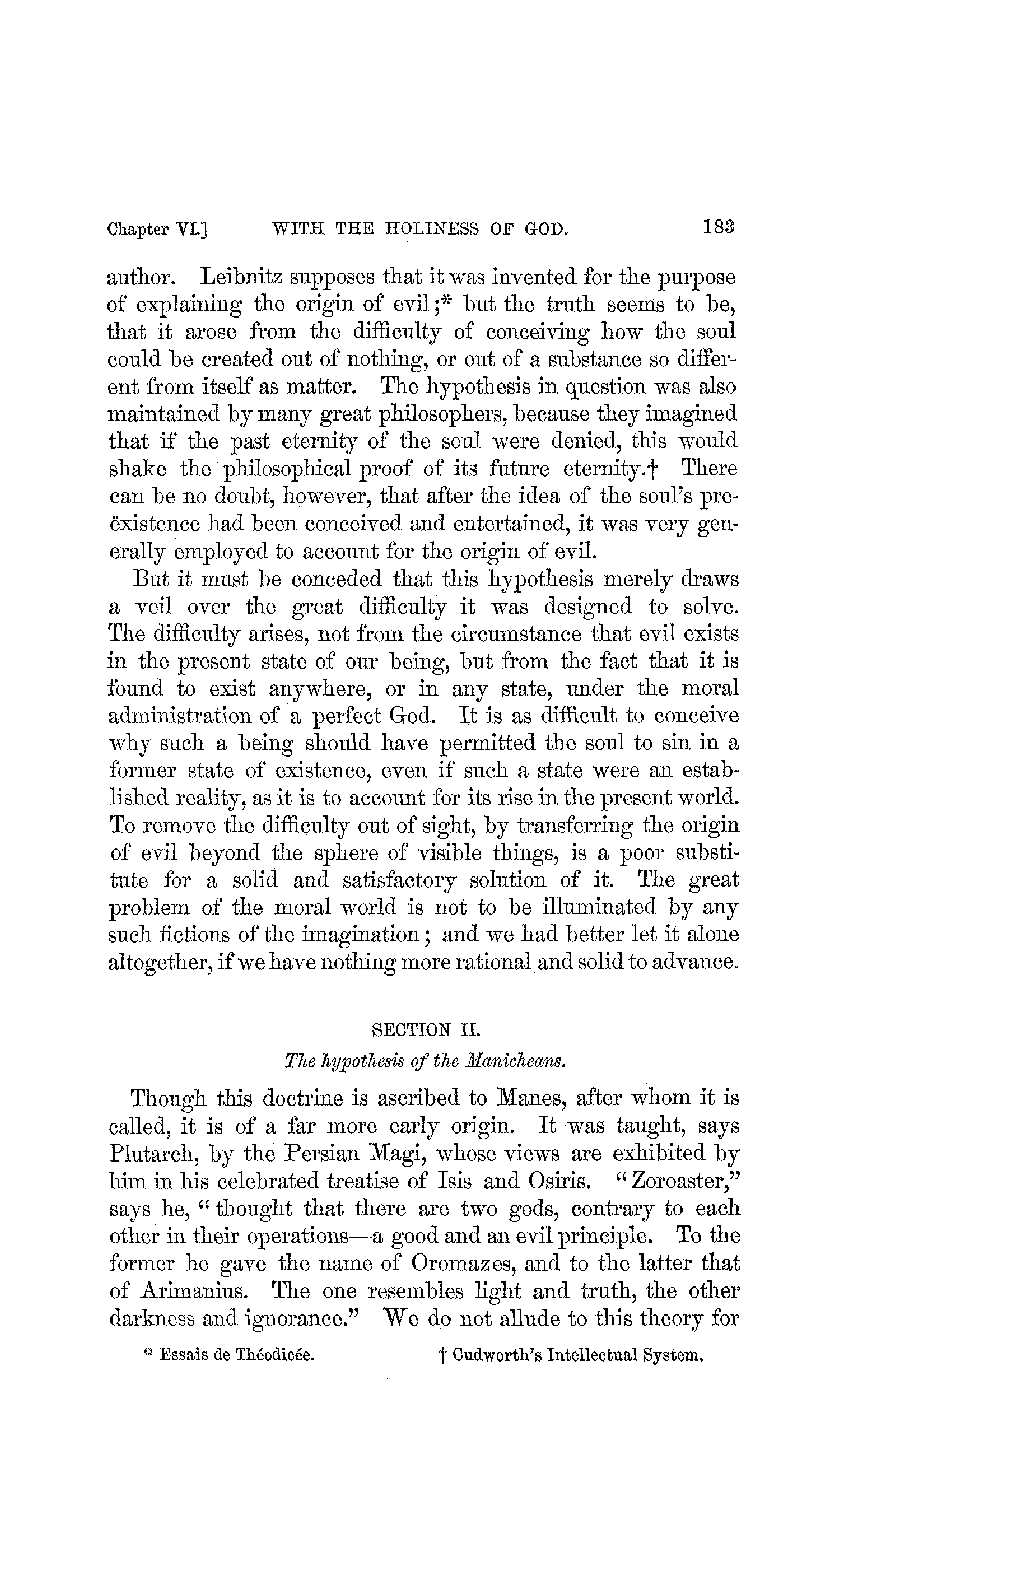 Chapter VI.] WITH THE HOLINESS OF GOD. 183
author. Leibnitz supposes that it was invented for the purpose
of explaining the origin of evil;* but the truth seems to be,
that it arose from the difficulty of conceiving how the soul
could be created out of nothing, or out of a substance so differ-
ent from itself as matter. The hypothesis in question was also
maintained by many great philosophers, because they imagined
that if the past eternity of the soul were denied, this would
shake the philosophical proof of its future eternity.† There
can be no doubt, however, that after the idea of the soul's pre-
ëxistence had been conceived and entertained, it was very gen-
erally employed to account for the origin of evil.
But it must be conceded that this hypothesis merely draws
a veil over the great difficulty it was designed to solve.
The difficulty arises, not from the circumstance that evil exists
in the present state of our being, but from the fact that it is
found to exist anywhere, or in any state, under the moral
administration of a perfect God. It is as difficult to conceive
why such a being should have permitted the soul to sin in a
former state of existence, even if such a state were an estab-
lished reality, as it is to account for its rise in the present world.
To remove the difficulty out of sight, by transferring the origin
of evil beyond the sphere of visible things, is a poor substi-
tute for a solid and satisfactory solution of it. The great
problem of the moral world is not to be illuminated by any
such fictions of the imagination; and we had better let it alone
altogether, if we have nothing more rational and solid to advance.
SECTION II.
The hypothesis of the Manicheans.
Though this doctrine is ascribed to Manes, after whom it is
called, it is of a far more early origin. It was taught, says
Plutarch, by the Persian Magi, whose views are exhibited by
him in his celebrated treatise of Isis and Osiris. "Zoroaster,"
says he, "thought that there are two gods, contrary to each
other in their operations—a good and an evil principle. To the
former he gave the name of Oromazes, and to the latter that
of Arimanius. The one resembles light and truth, the other
darkness and ignorance." We do not allude to this theory for
* Essais de Théodicée. † Cudworth's Intellectual System.